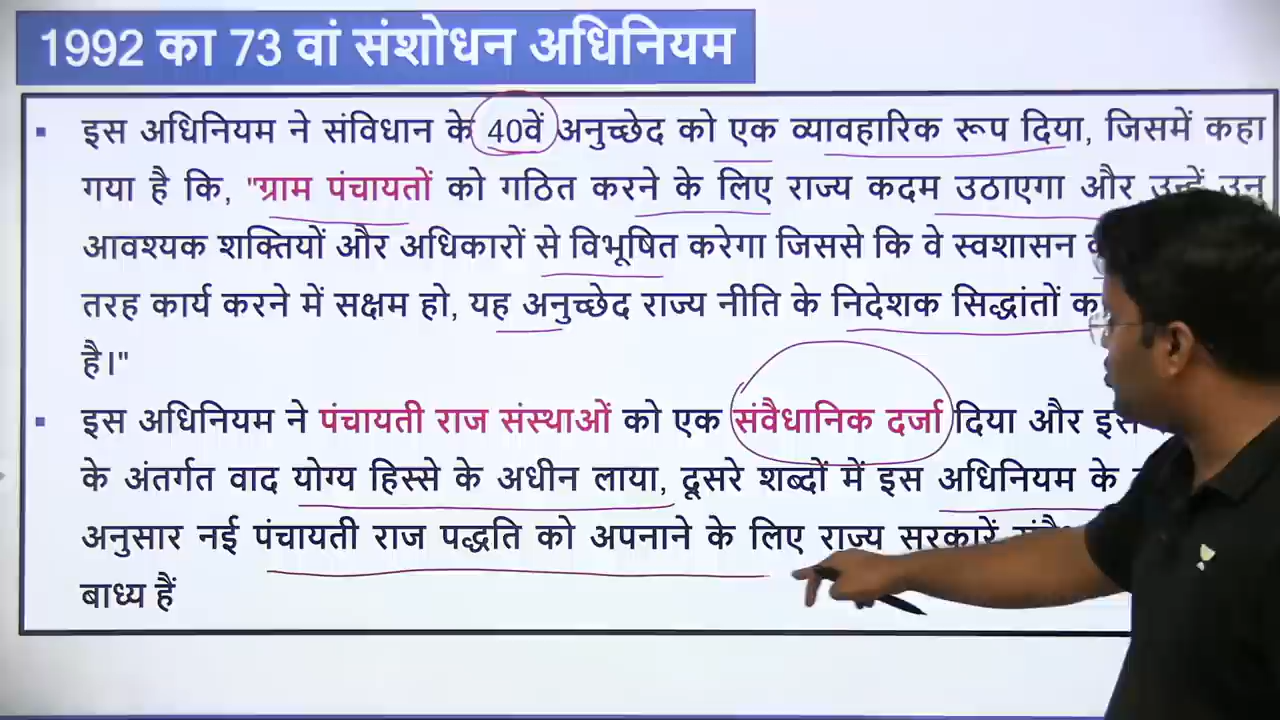 1992 का 73 वां संशोधन अधिनियम
▪ इस अधिनियम ने संविधान के 40वें अनुच्छेद को एक व्यावहारिक रूप दिया, जिसमें कहा
गया है कि, "ग्राम पंचायतों को गठित करने के लिए राज्य कदम उठाएगा और उन्हें उन
आवश्यक शक्तियों और अधिकारों से विभूषित करेगा जिससे कि वे स्वशासन
तरह कार्य करने में सक्षम हो, यह अनुच्छेद राज्य नीति के निदेशक सिद्धांतों
है।"
▪ इस अधिनियम ने पंचायती राज संस्थाओं को एक संवैधानिक दर्जा दिया और
के अंतर्गत वाद योग्य हिस्से के अधीन लाया, दूसरे शब्दों में इस अधिनियम के
अनुसार नई पंचायती राज पद्धति को अपनाने के लिए राज्य सरकारें
बाध्य हैं